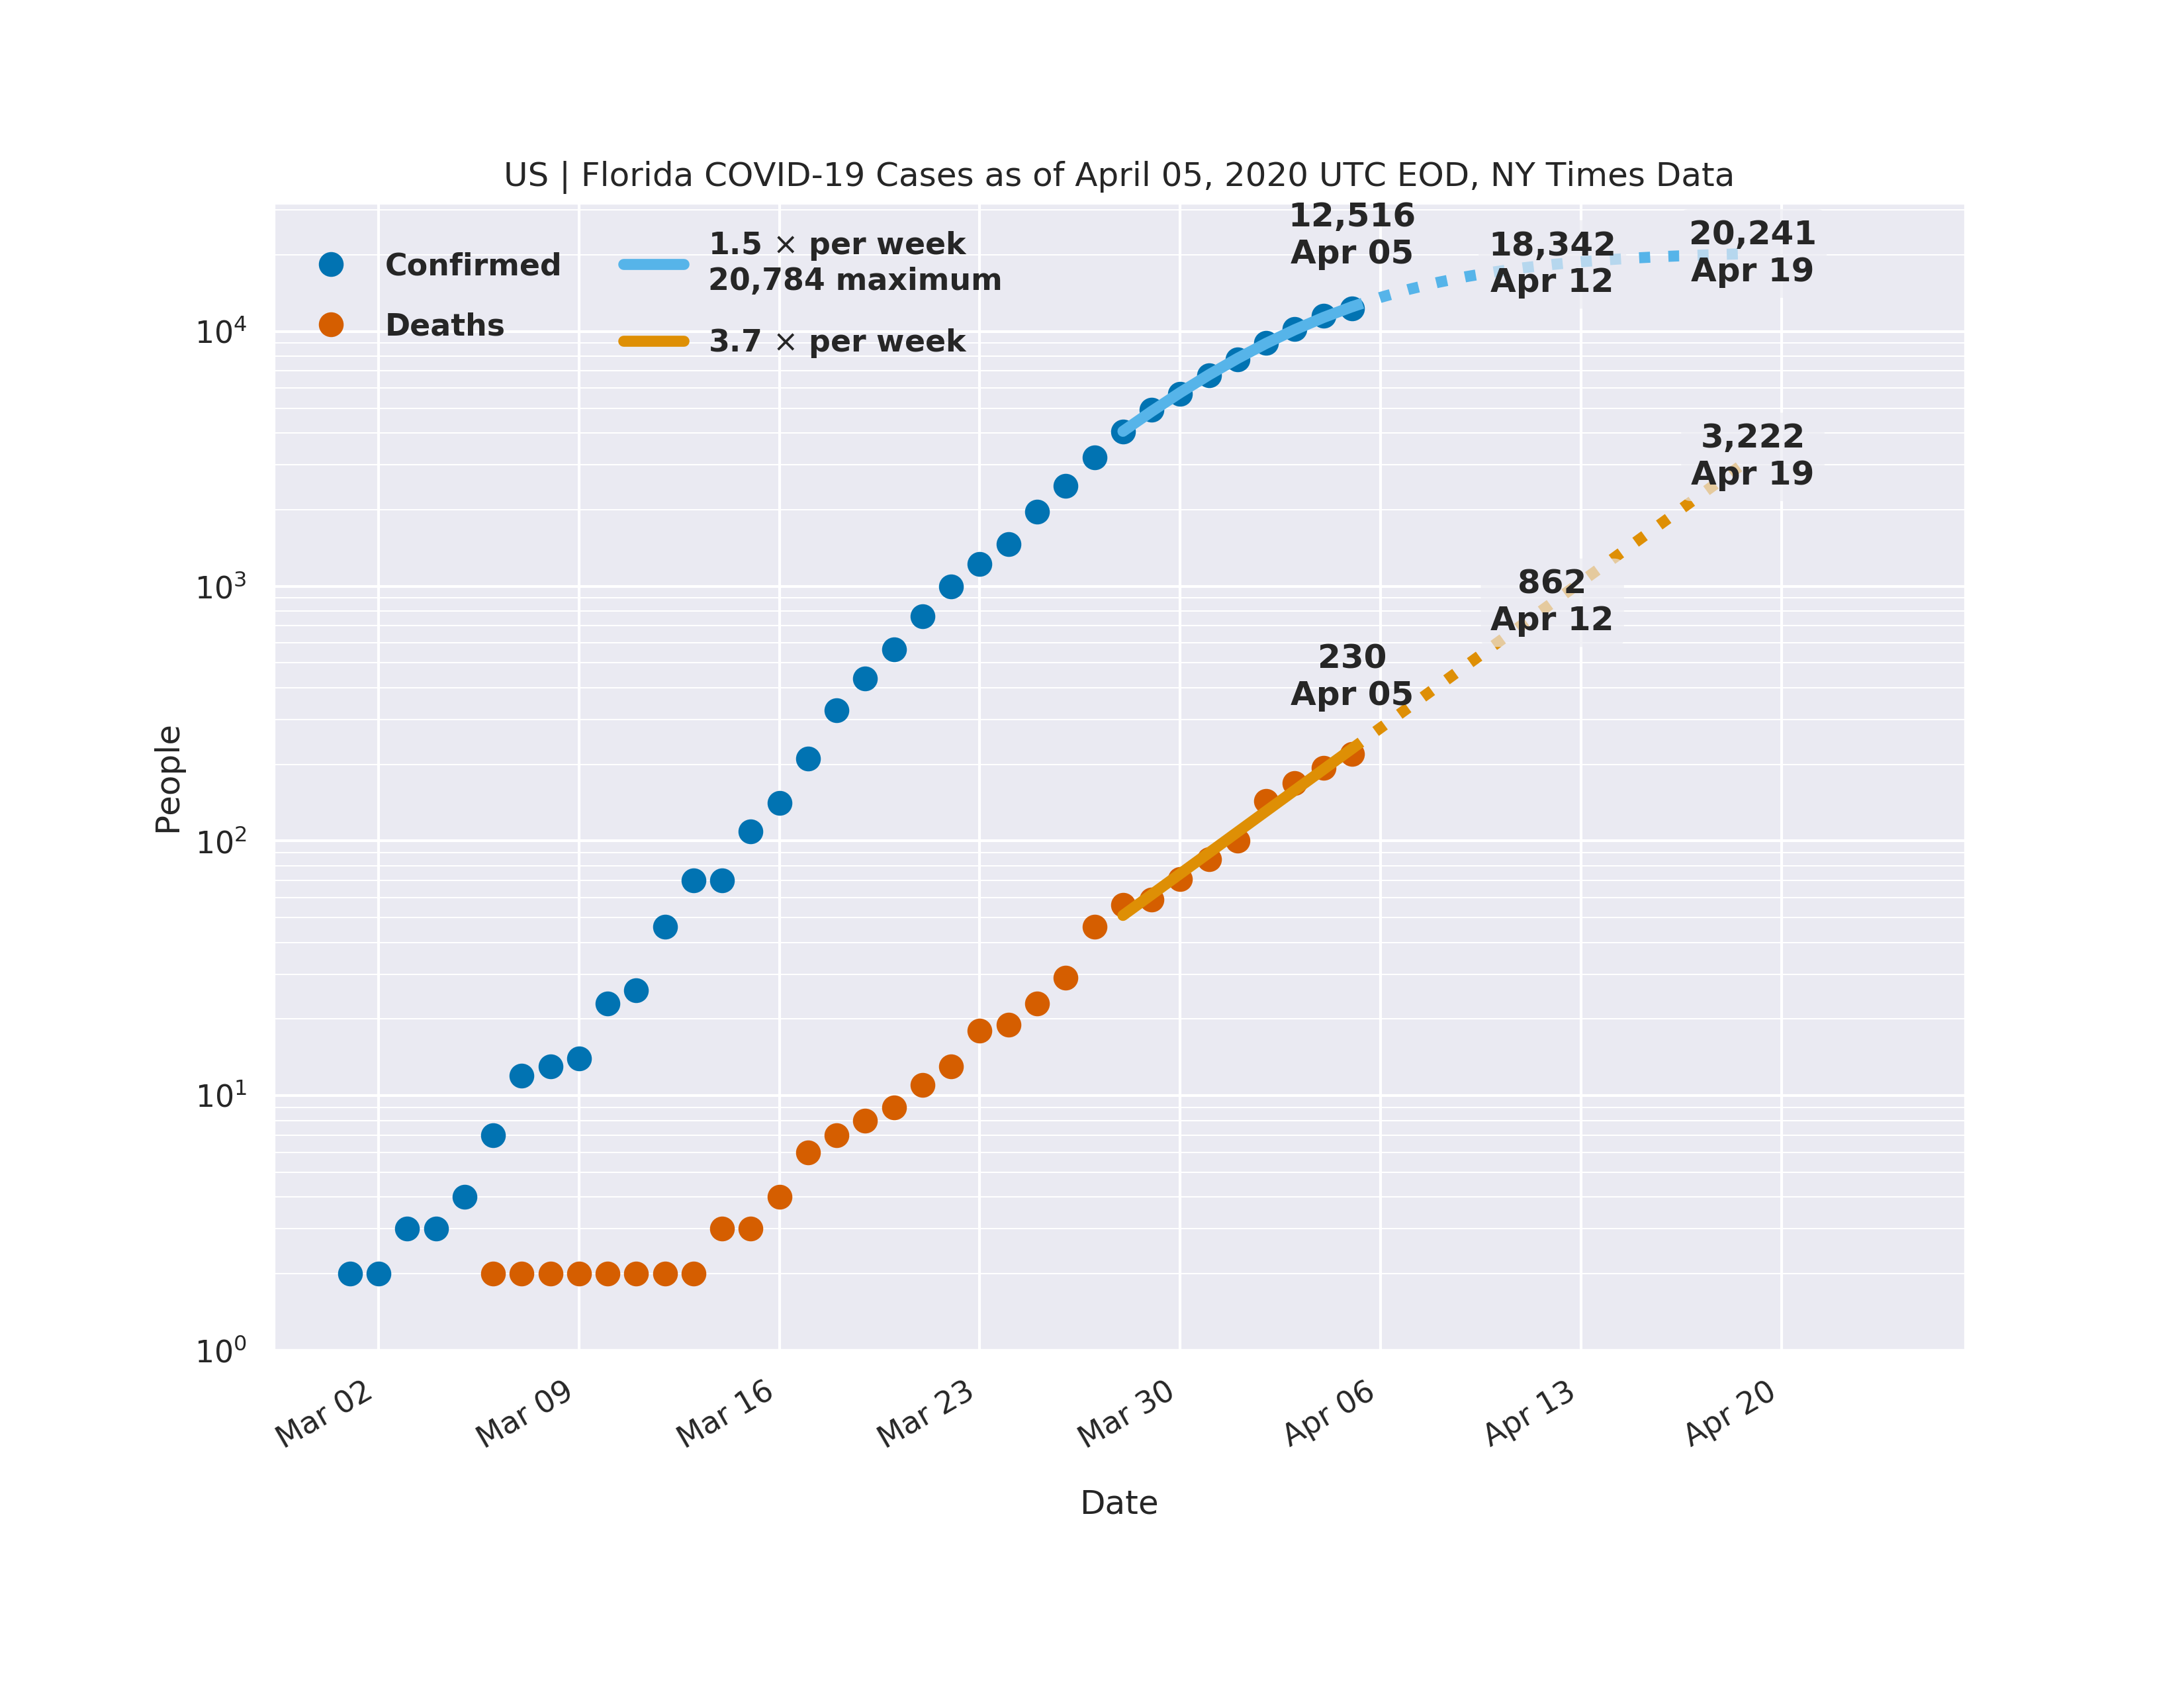 US | Florida COVID-19 Cases as of April 05, 2020 UTC EOD, NY Times Data
Confirmed
Deaths
1.5 × per week
20,784 maximum
3.7 × per week
12,516
Apr 05
18,342
Apr 12
20,241
Apr 19
3,222
Apr 19
862
Apr 12
230
Apr 05
People
10⁴
10³
10²
10¹
10⁰
Mar 02
Mar 09
Mar 16
Mar 23
Mar 30
Apr 06
Apr 13
Apr 20
Date